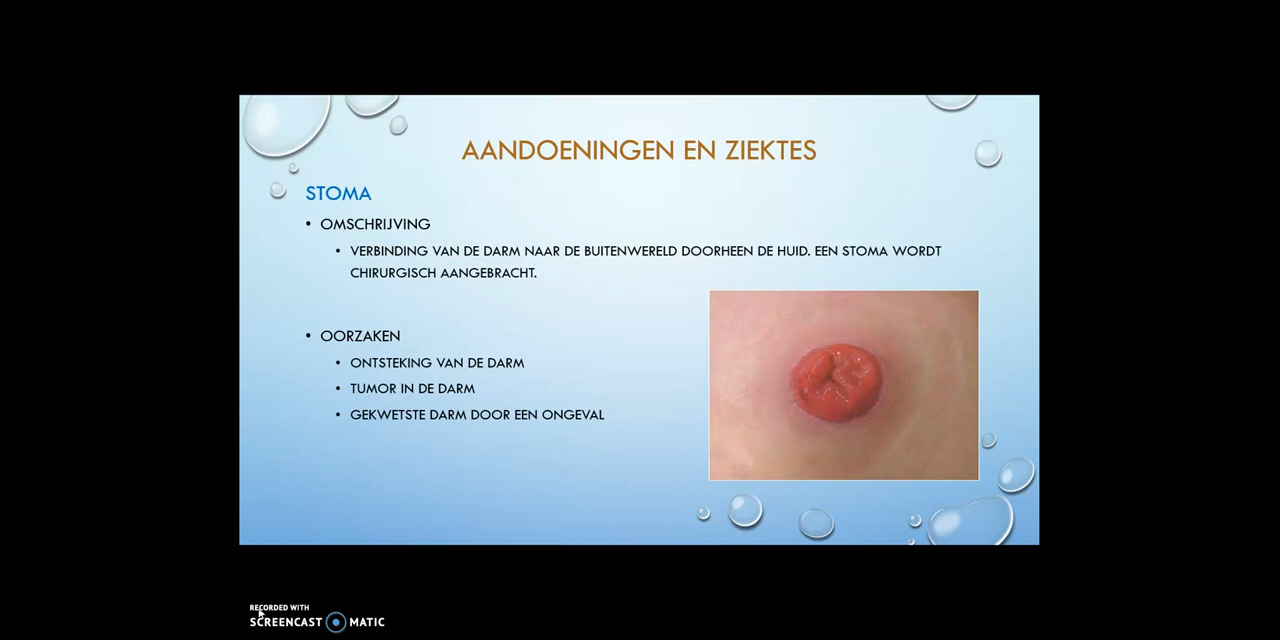 AANDOENINGEN EN ZIEKTES
STOMA
• OMSCHRIJVING
• VERBINDING VAN DE DARM NAAR DE BUITENWERELD DOORHEEN DE HUID. EEN STOMA WORDT
CHIRURGISCH AANGEBRACHT.
• OORZAKEN
• ONTSTEKING VAN DE DARM
• TUMOR IN DE DARM
• GEKWETSTE DARM DOOR EEN ONGEVAL
RECORDED WITH
SCREENCAST MATIC